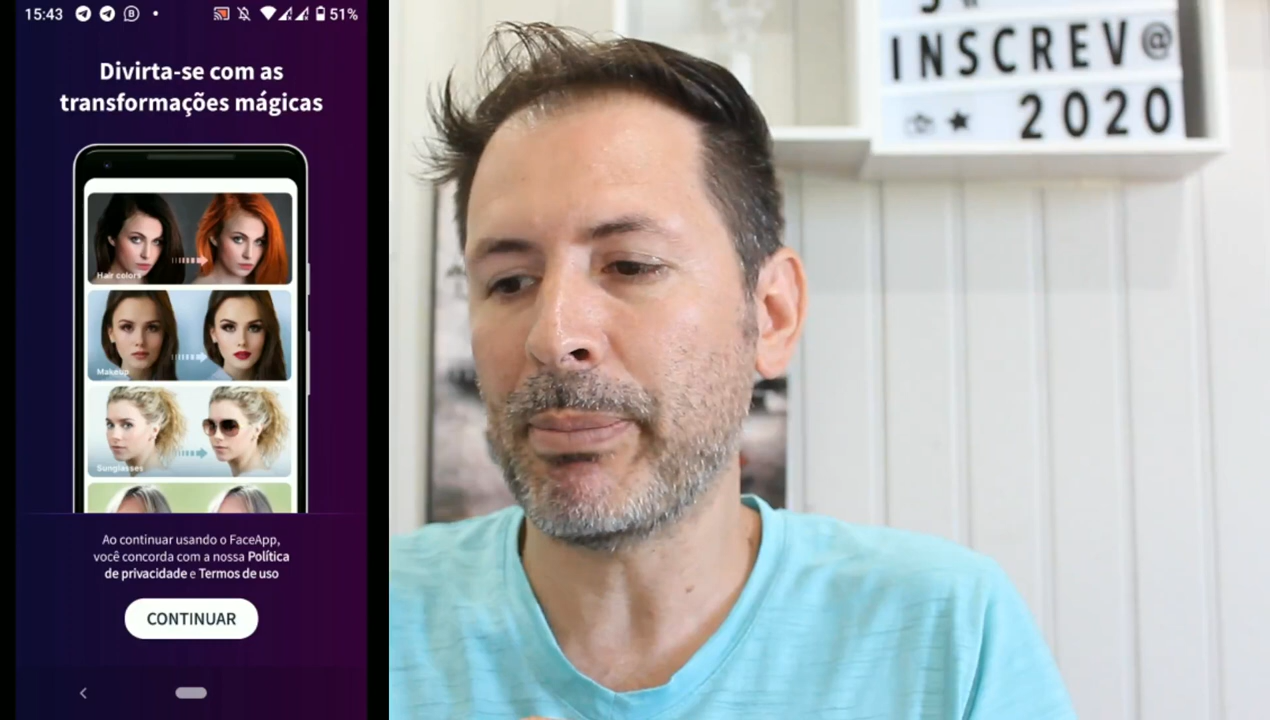 15:43
51%
Divirta-se com as
transformações mágicas
Hair colors
Makeup
Sunglasses
Ao continuar usando o FaceApp,
você concorda com a nossa Política
de privacidade e Termos de uso
CONTINUAR
INSCREV@
2020